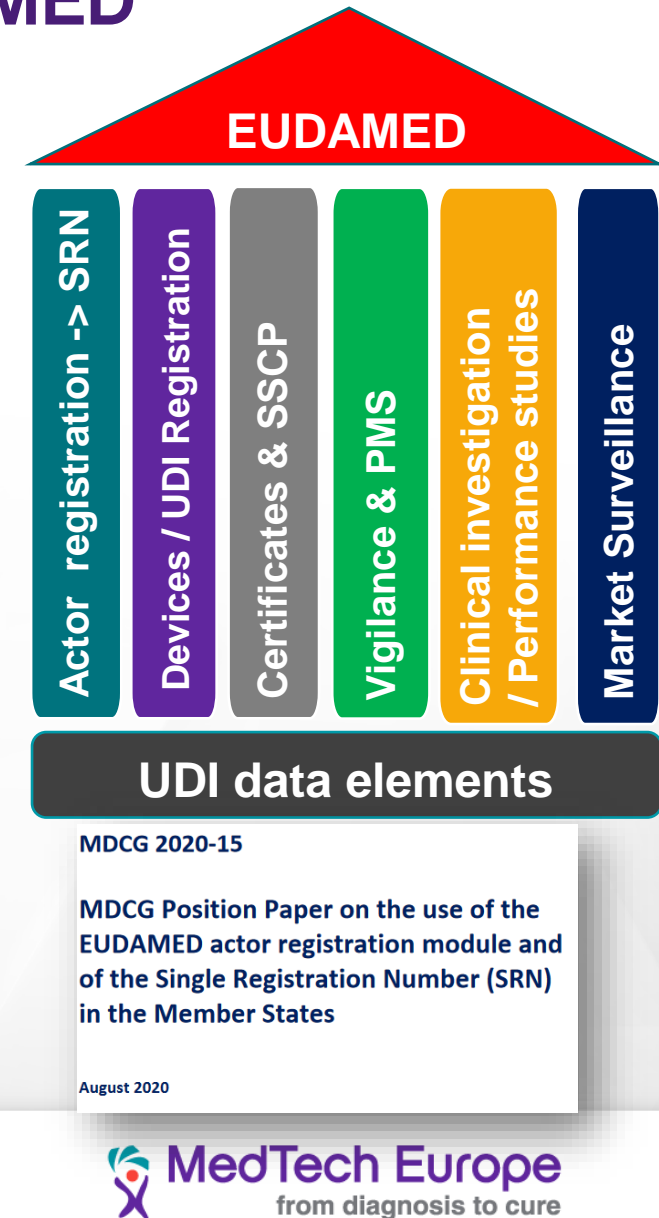 EUDAMED
Actor registration -> SRN
Devices / UDI Registration
Certificates & SSCP
Vigilance & PMS
Clinical investigation
/ Performance studies
Market Surveillance
UDI data elements
MDCG 2020-15
MDCG Position Paper on the use of the
EUDAMED actor registration module and
of the Single Registration Number (SRN)
in the Member States
August 2020
MedTech Europe
from diagnosis to cure